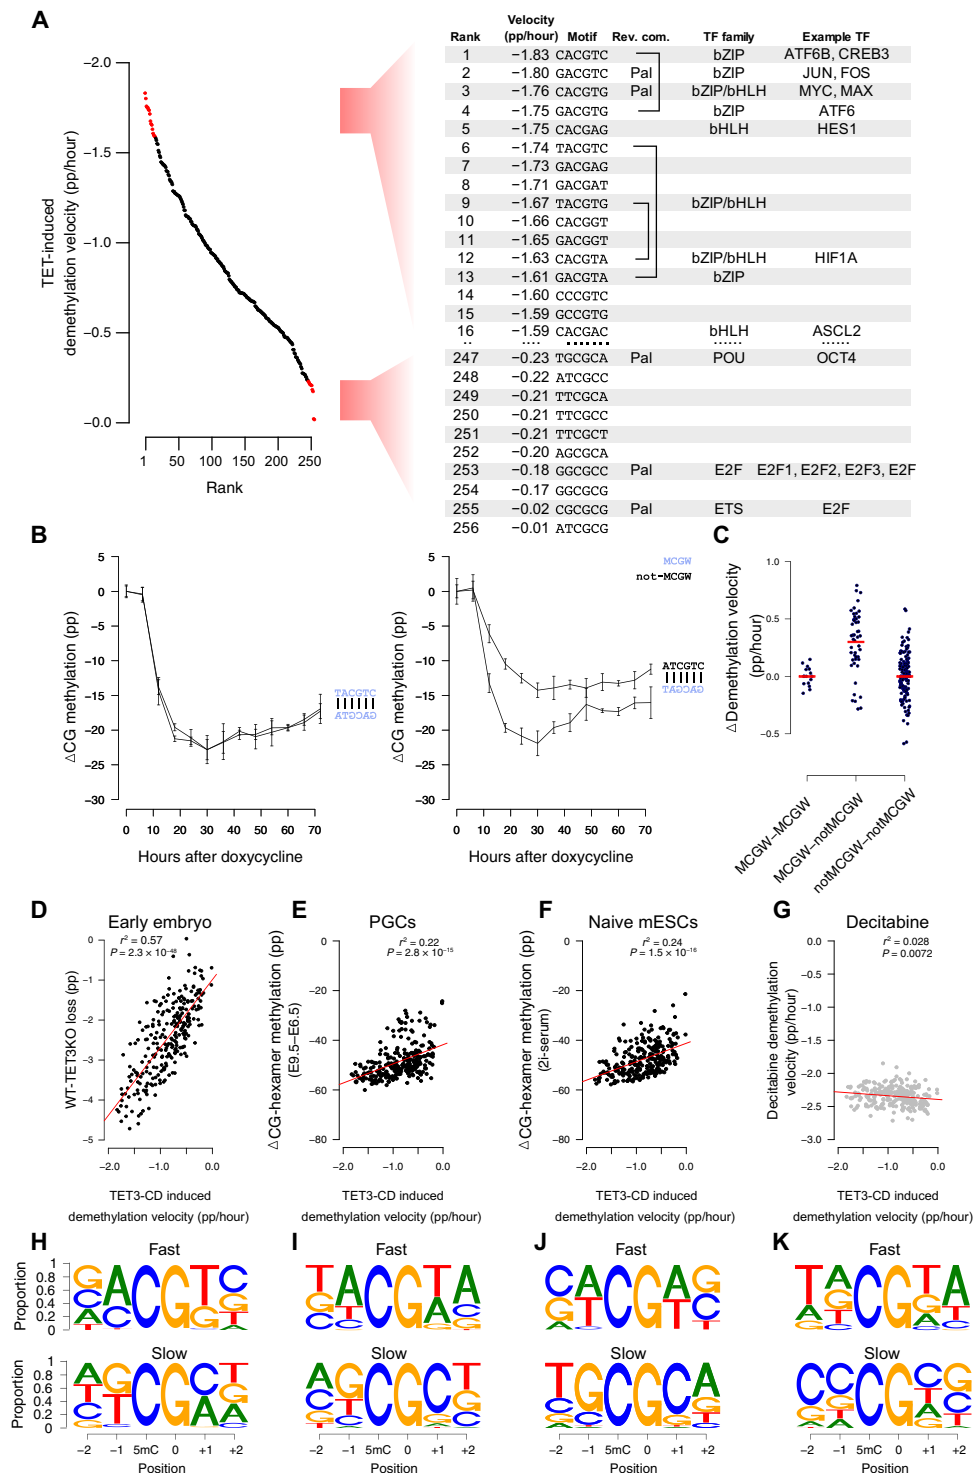 A
Velocity
Rank (pp/hour) Motif Rev. com. TF family Example TF
1 −1.83 CACGTC bZIP ATF6B, CREB3
2 −1.80 GACGTC Pal bZIP JUN, FOS
3 −1.76 CACGTG Pal bZIP/bHLH MYC, MAX
4 −1.75 GACGTG bZIP ATF6
5 −1.75 CACGAG bHLH HES1
6 −1.74 TACGTC
7 −1.73 GACGAG
8 −1.71 GACGAT
9 −1.67 TACGTG bZIP/bHLH
10 −1.66 CACGGT
11 −1.65 GACGGT
12 −1.63 CACGTA bZIP/bHLH HIF1A
13 −1.61 GACGTA bZIP
14 −1.60 CCCGTC
15 −1.59 GCCGTG
16 −1.59 CACGAC bHLH ASCL2
.. .... ...... ...... ......
247 −0.23 TGCGCA Pal POU OCT4
248 −0.22 ATCGCC
249 −0.21 TTCGCA
250 −0.21 TTCGCC
251 −0.21 TTCGCT
252 −0.20 AGCGCA
253 −0.18 GGCGCC Pal E2F E2F1, E2F2, E2F3, E2F
254 −0.17 GGCGCG
255 −0.02 CGCGCG Pal ETS E2F
256 −0.01 ATCGCG
TET-induced
demethylation velocity (pp/hour)
−2.0
−1.5
−1.0
−0.5
−0.0
1 50 100 150 200 250
Rank
B
ΔCG methylation (pp)
5
0
−5
−10
−15
−20
−25
−30
0 10 20 30 40 50 60 70
Hours after doxycycline
TACGTC
GACGTA
ΔCG methylation (pp)
5
0
−5
−10
−15
−20
−25
−30
0 10 20 30 40 50 60 70
Hours after doxycycline
MCGW
not-MCGW
ATCGTC
GACGAT
C
Δ Demethylation velocity
(pp/hour)
1.0
0.5
0.0
−0.5
MCGW−MCGW
MCGW−notMCGW
notMCGW−notMCGW
D
Early embryo
r² = 0.57
P = 2.3 × 10⁻⁴⁸
WT-TET3KO loss (pp)
0
−1
−2
−3
−4
−5
−2.0 −1.0 0.0
TET3-CD induced
demethylation velocity (pp/hour)
E
PGCs
r² = 0.22
P = 2.8 × 10⁻¹⁵
ΔCG-hexamer methylation (pp)
(E9.5−E6.5)
0
−20
−40
−60
−80
−2.0 −1.0 0.0
TET3-CD induced
demethylation velocity (pp/hour)
F
Naive mESCs
r² = 0.24
P = 1.5 × 10⁻¹⁶
ΔCG-hexamer methylation (pp)
(2i-serum)
0
−20
−40
−60
−80
−2.0 −1.0 0.0
TET3-CD induced
demethylation velocity (pp/hour)
G
Decitabine
r² = 0.028
P = 0.0072
Decitabine demethylation
velocity (pp/hour)
0.0
−0.5
−1.0
−1.5
−2.0
−2.5
−3.0
−2.0 −1.0 0.0
TET3-CD induced
demethylation velocity (pp/hour)
H I J K
Fast Fast Fast Fast
Proportion
1
0.8
0.6
0.4
0.2
0
GACGTC TACGTA CACGAG TACGTA
Slow Slow Slow Slow
Proportion
1
0.8
0.6
0.4
0.2
0
AGCGCT AGCGCT TGCGCA CCCGCG
−2 −1 5mC 0 +1 +2 −2 −1 5mC 0 +1 +2 −2 −1 5mC 0 +1 +2 −2 −1 5mC 0 +1 +2
Position Position Position Position